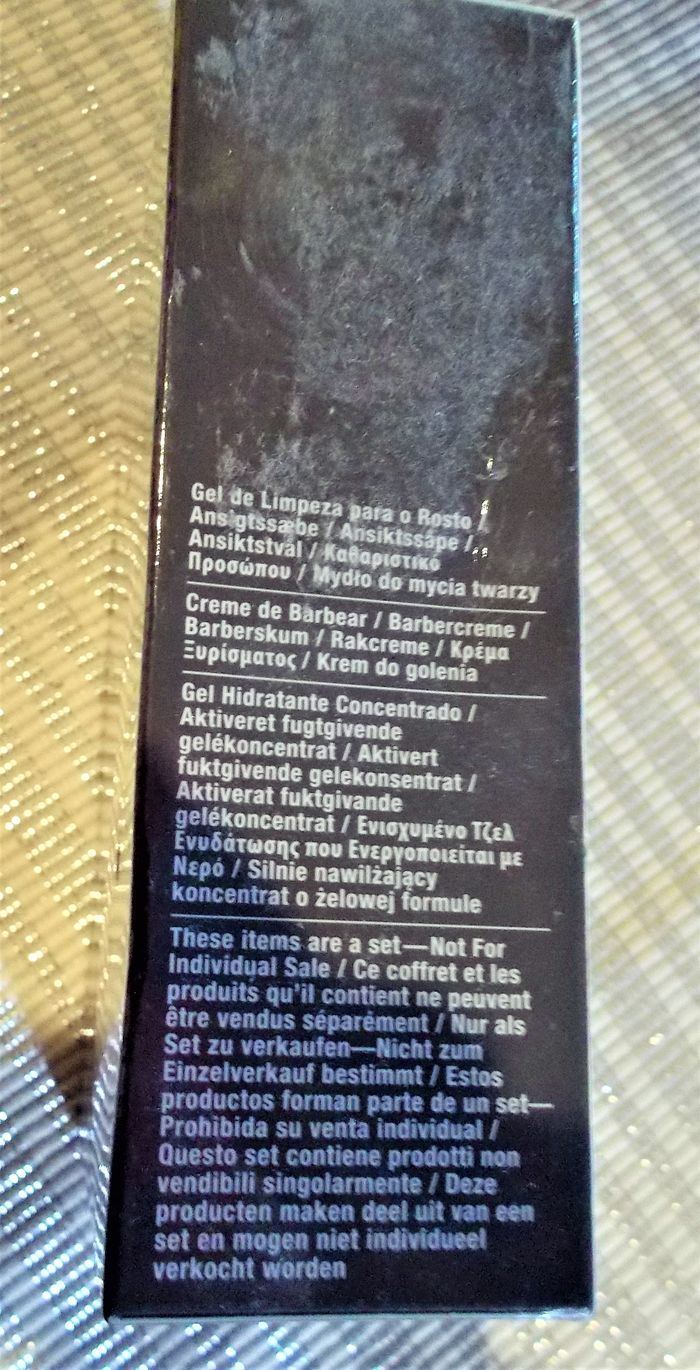 Gel de Limpeza para o Rosto /
Ansigtssæbe / Ansiktssåpe /
Ansiktstvål / Καθαριστικό
Προσώπου / Mydło do mycia twarzy
Creme de Barbear / Barbercreme /
Barberskum / Rakcreme / Κρέμα
Ξυρίσματος / Krem do golenia
Gel Hidratante Concentrado /
Aktiveret fugtgivende
gelékoncentrat / Aktivert
fuktgivende gelekonsentrat /
Aktiverat fuktgivande
gelékoncentrat / Ενισχυμένο Τζελ
Ενυδάτωσης που Ενεργοποιείται με
Νερό / Silnie nawilżający
koncentrat o żelowej formule
These items are a set—Not For
Individual Sale / Ce coffret et les
produits qu'il contient ne peuvent
être vendus séparément / Nur als
Set zu verkaufen—Nicht zum
Einzelverkauf bestimmt / Estos
productos forman parte de un set—
Prohibida su venta individual /
Questo set contiene prodotti non
vendibili singolarmente / Deze
producten maken deel uit van een
set en mogen niet individueel
verkocht worden